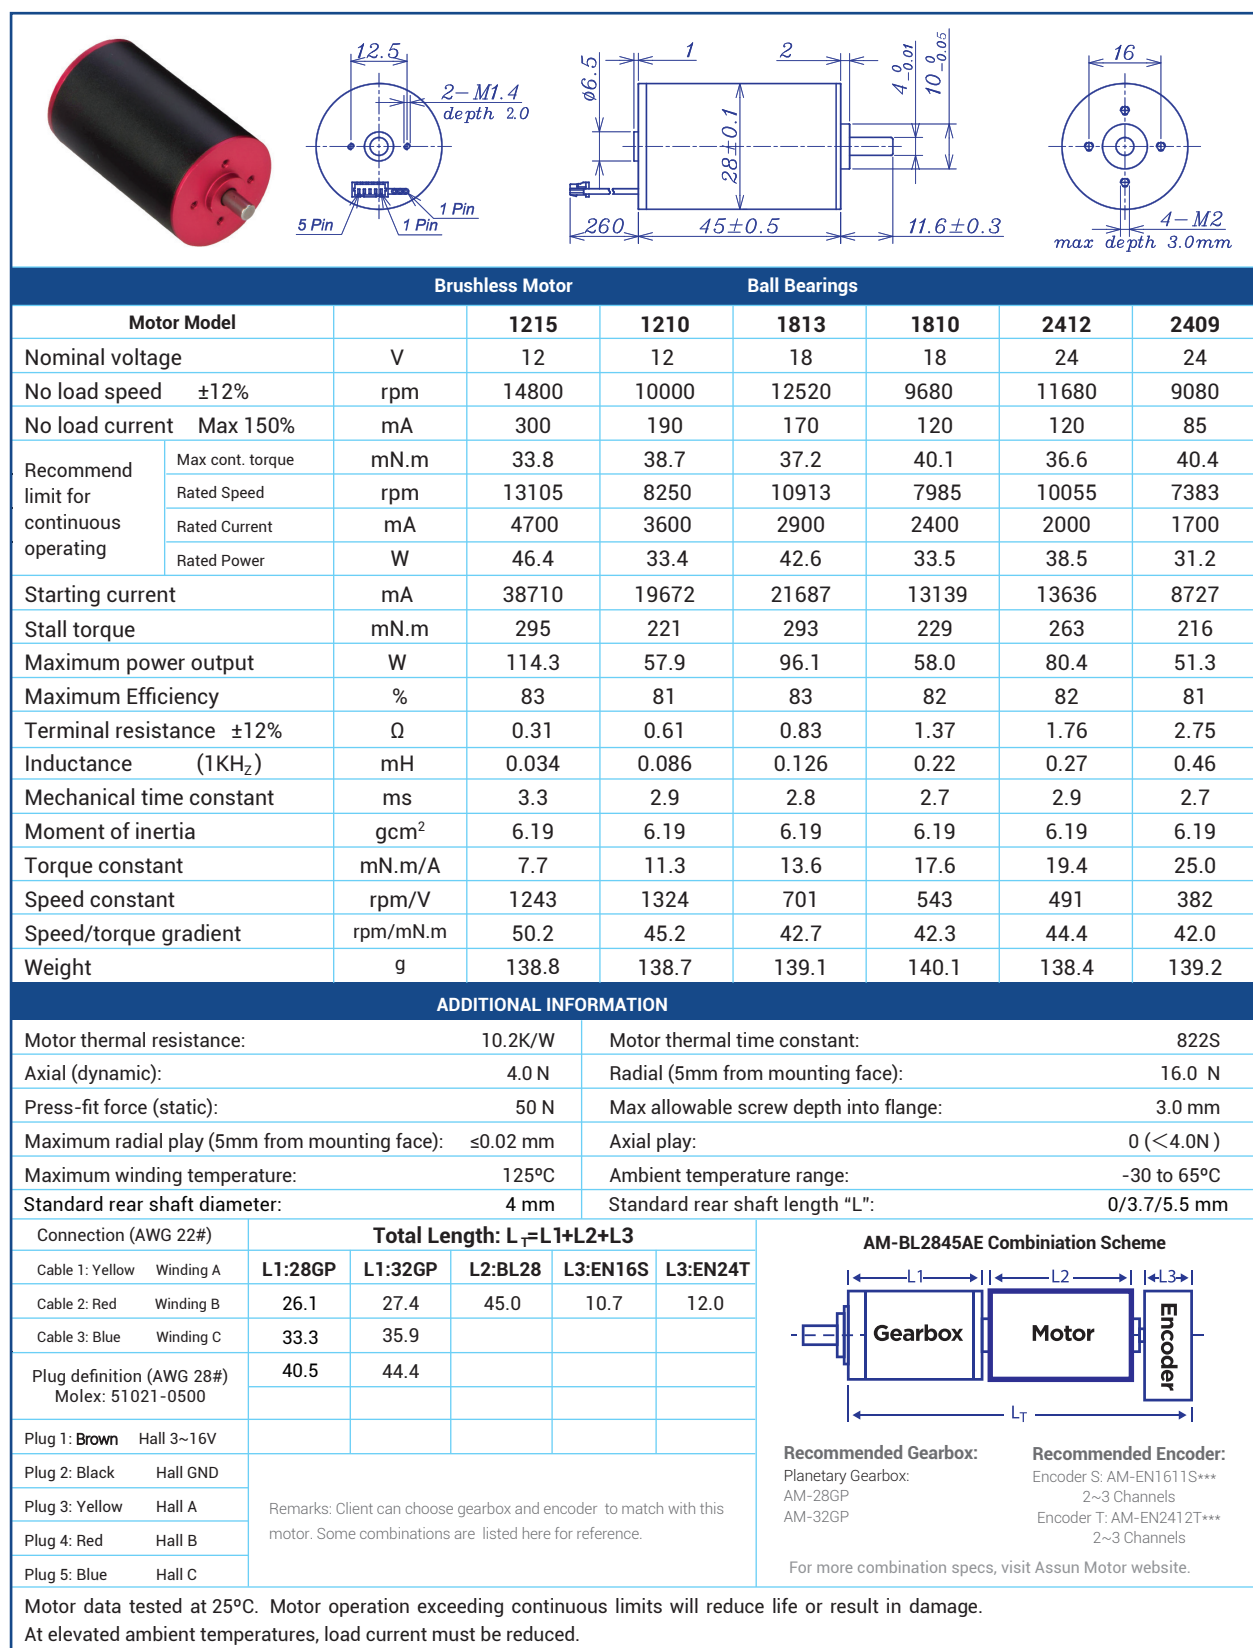 12.5
2-M1.4
depth 2.0
5 Pin
1 Pin
1 Pin
ø6.5
1
2
4 0 -0.01
10 0 -0.05
28±0.1
260
45±0.5
11.6±0.3
16
4-M2
max depth 3.0mm
Brushless Motor Ball Bearings
Motor Model 1215 1210 1813 1810 2412 2409
Nominal voltage V 12 12 18 18 24 24
No load speed ±12% rpm 14800 10000 12520 9680 11680 9080
No load current Max 150% mA 300 190 170 120 120 85
Recommend limit for continuous operating
Max cont. torque mN.m 33.8 38.7 37.2 40.1 36.6 40.4
Rated Speed rpm 13105 8250 10913 7985 10055 7383
Rated Current mA 4700 3600 2900 2400 2000 1700
Rated Power W 46.4 33.4 42.6 33.5 38.5 31.2
Starting current mA 38710 19672 21687 13139 13636 8727
Stall torque mN.m 295 221 293 229 263 216
Maximum power output W 114.3 57.9 96.1 58.0 80.4 51.3
Maximum Efficiency % 83 81 83 82 82 81
Terminal resistance ±12% Ω 0.31 0.61 0.83 1.37 1.76 2.75
Inductance (1KHz) mH 0.034 0.086 0.126 0.22 0.27 0.46
Mechanical time constant ms 3.3 2.9 2.8 2.7 2.9 2.7
Moment of inertia gcm² 6.19 6.19 6.19 6.19 6.19 6.19
Torque constant mN.m/A 7.7 11.3 13.6 17.6 19.4 25.0
Speed constant rpm/V 1243 1324 701 543 491 382
Speed/torque gradient rpm/mN.m 50.2 45.2 42.7 42.3 44.4 42.0
Weight g 138.8 138.7 139.1 140.1 138.4 139.2
ADDITIONAL INFORMATION
Motor thermal resistance: 10.2K/W Motor thermal time constant: 822S
Axial (dynamic): 4.0 N Radial (5mm from mounting face): 16.0 N
Press-fit force (static): 50 N Max allowable screw depth into flange: 3.0 mm
Maximum radial play (5mm from mounting face): ≤0.02 mm Axial play: 0 (＜4.0N)
Maximum winding temperature: 125ºC Ambient temperature range: -30 to 65ºC
Standard rear shaft diameter: 4 mm Standard rear shaft length “L”: 0/3.7/5.5 mm
Connection (AWG 22#)
Cable 1: Yellow Winding A
Cable 2: Red Winding B
Cable 3: Blue Winding C
Plug definition (AWG 28#)
Molex: 51021-0500
Plug 1: Brown Hall 3~16V
Plug 2: Black Hall GND
Plug 3: Yellow Hall A
Plug 4: Red Hall B
Plug 5: Blue Hall C
Total Length: LT=L1+L2+L3
L1:28GP L1:32GP L2:BL28 L3:EN16S L3:EN24T
26.1 27.4 45.0 10.7 12.0
33.3 35.9
40.5 44.4
Remarks: Client can choose gearbox and encoder to match with this
motor. Some combinations are listed here for reference.
AM-BL2845AE Combiniation Scheme
L1 L2 L3
Gearbox Motor Encoder
LT
Recommended Gearbox: Recommended Encoder:
Planetary Gearbox: Encoder S: AM-EN1611S***
AM-28GP 2~3 Channels
AM-32GP Encoder T: AM-EN2412T***
2~3 Channels
For more combination specs, visit Assun Motor website.
Motor data tested at 25ºC. Motor operation exceeding continuous limits will reduce life or result in damage.
At elevated ambient temperatures, load current must be reduced.